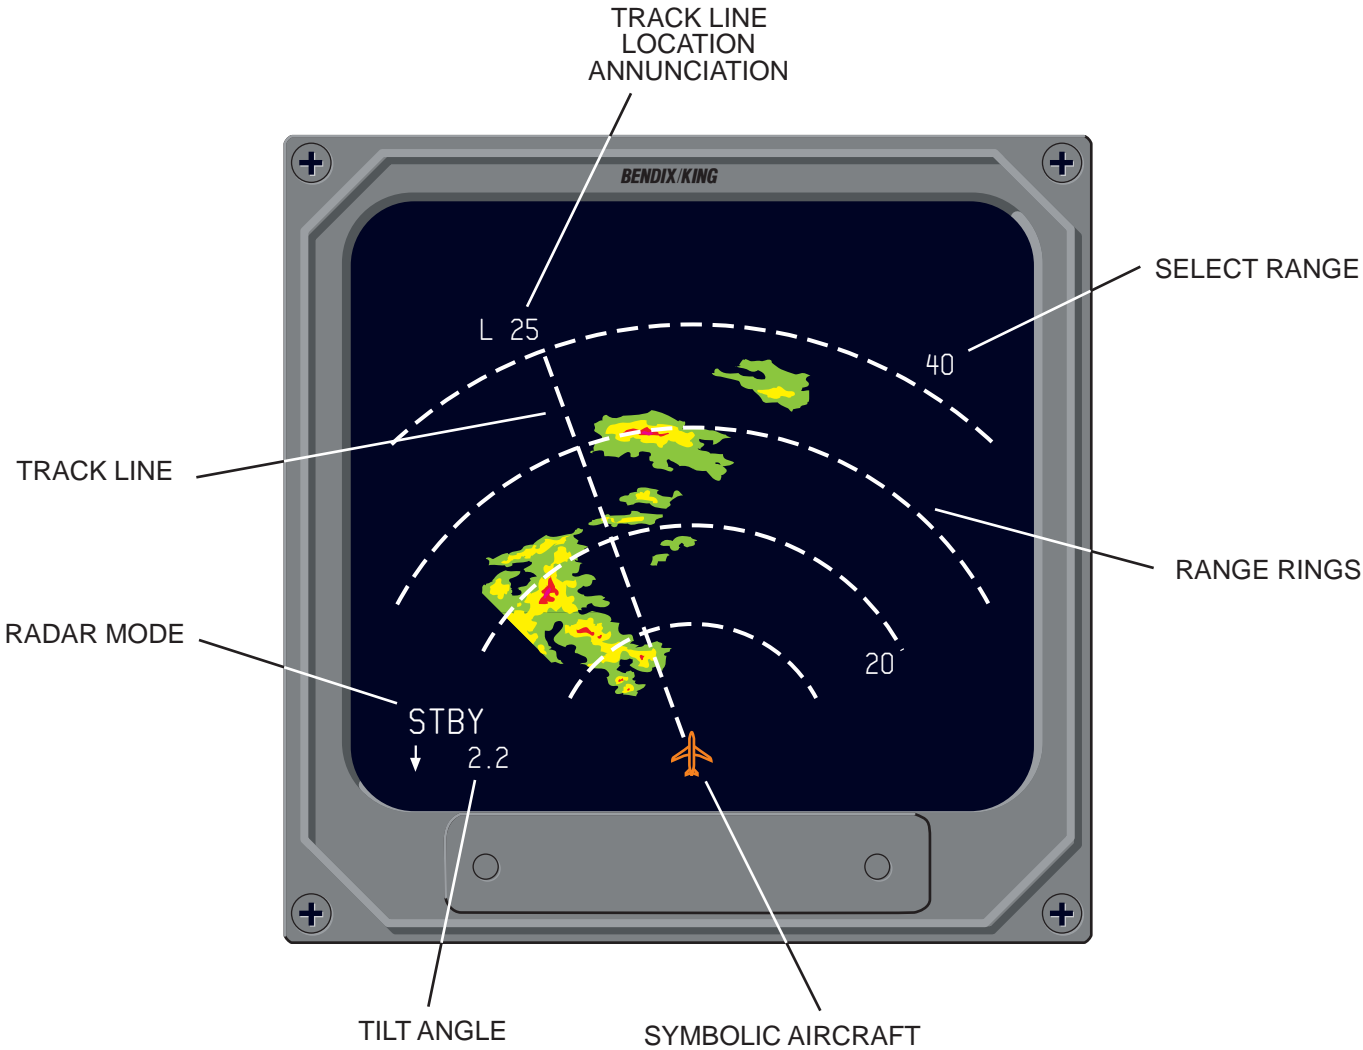 TRACK LINE
LOCATION
ANNUNCIATION
BENDIX/KING
SELECT RANGE
L 25
40
TRACK LINE
RANGE RINGS
RADAR MODE
20
STBY
2.2
TILT ANGLE
SYMBOLIC AIRCRAFT